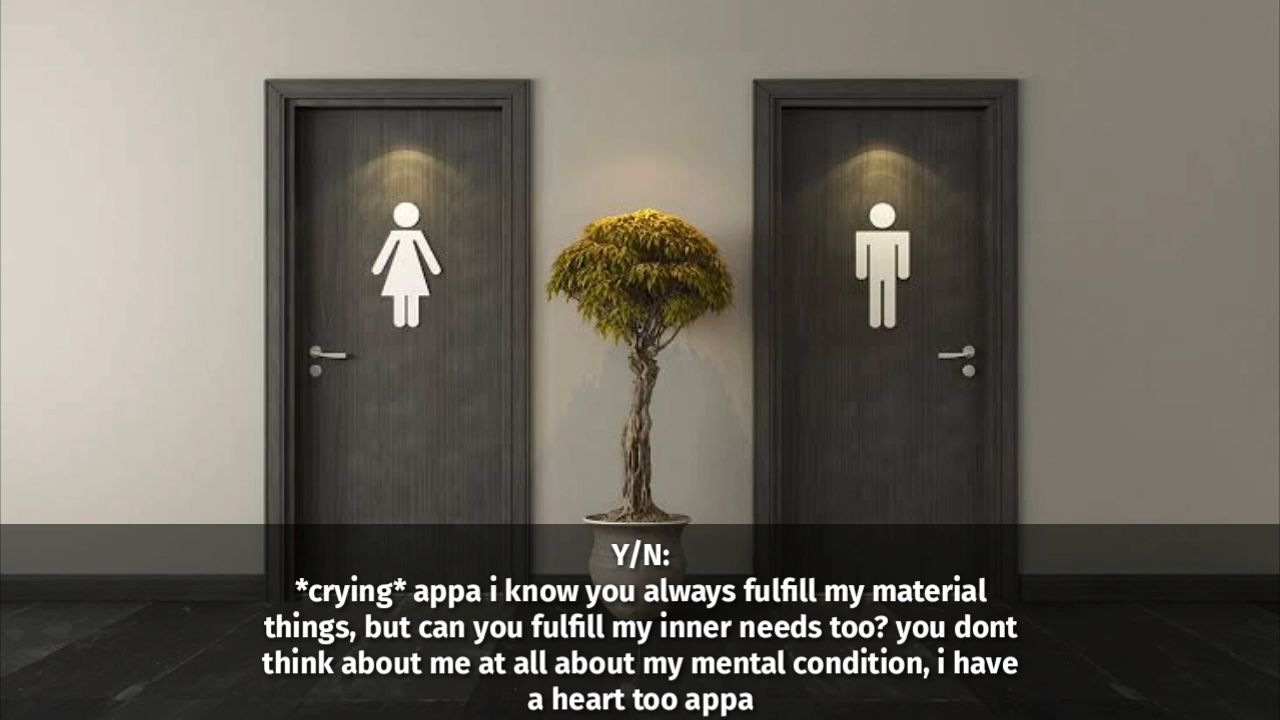 Y/N:
*crying* appa i know you always fulfill my material
things, but can you fulfill my inner needs too? you dont
think about me at all about my mental condition, i have
a heart too appa